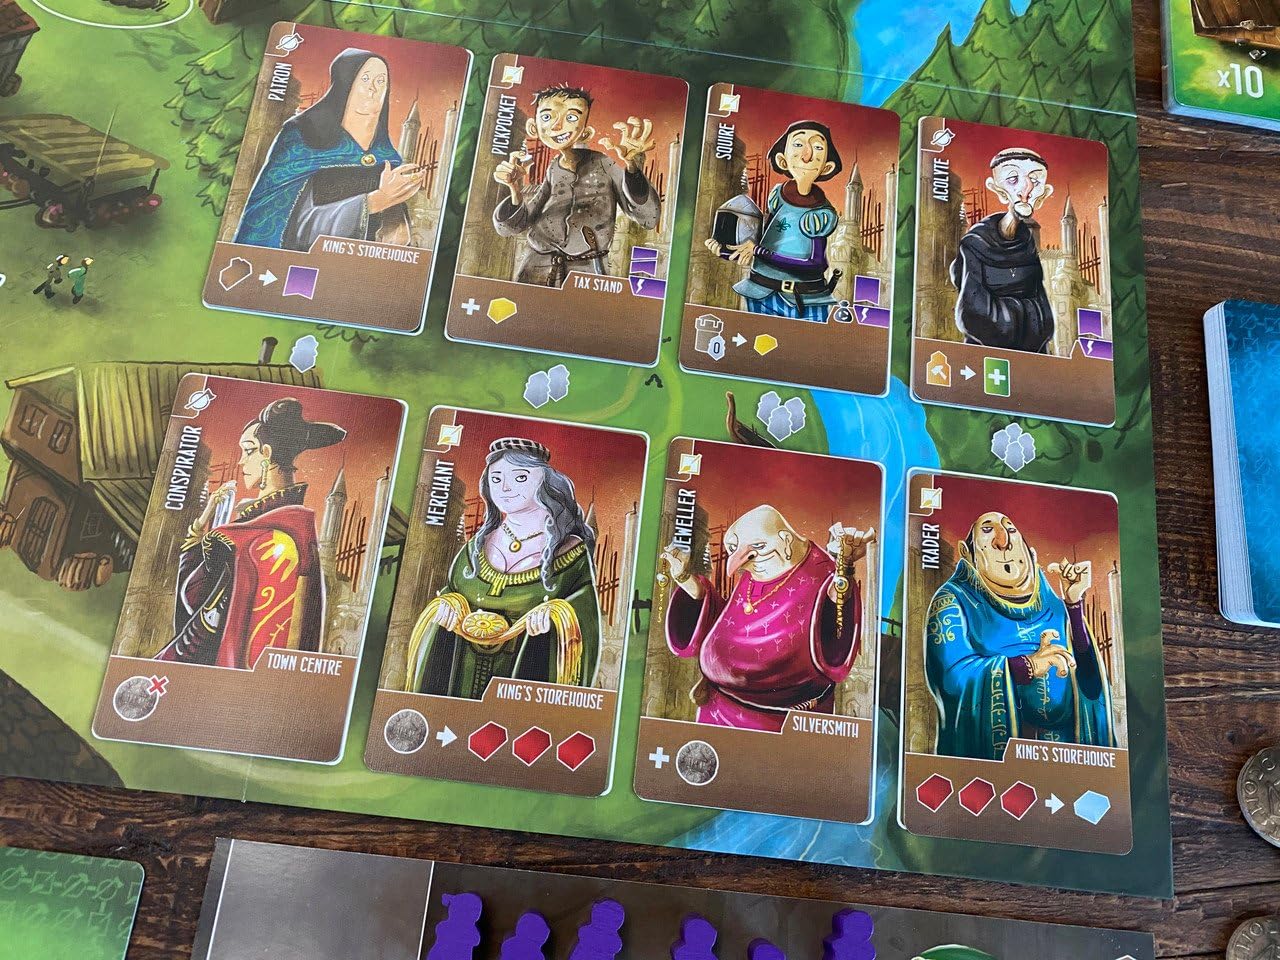 PATRON
KING'S STOREHOUSE
PICKPOCKET
TAX STAND
SQUIRE
0
ACOLYTE
x10
CONSPIRATOR
TOWN CENTRE
MERCHANT
KING'S STOREHOUSE
JEWELLER
SILVERSMITH
TRADER
KING'S STOREHOUSE